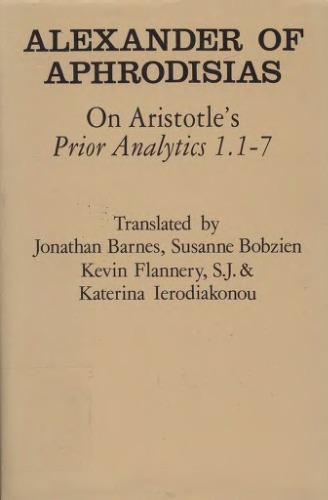 ALEXANDER OF
APHRODISIAS
On Aristotle's
Prior Analytics 1.1-7
Translated by
Jonathan Barnes, Susanne Bobzien
Kevin Flannery, S.J. &
Katerina Ierodiakonou